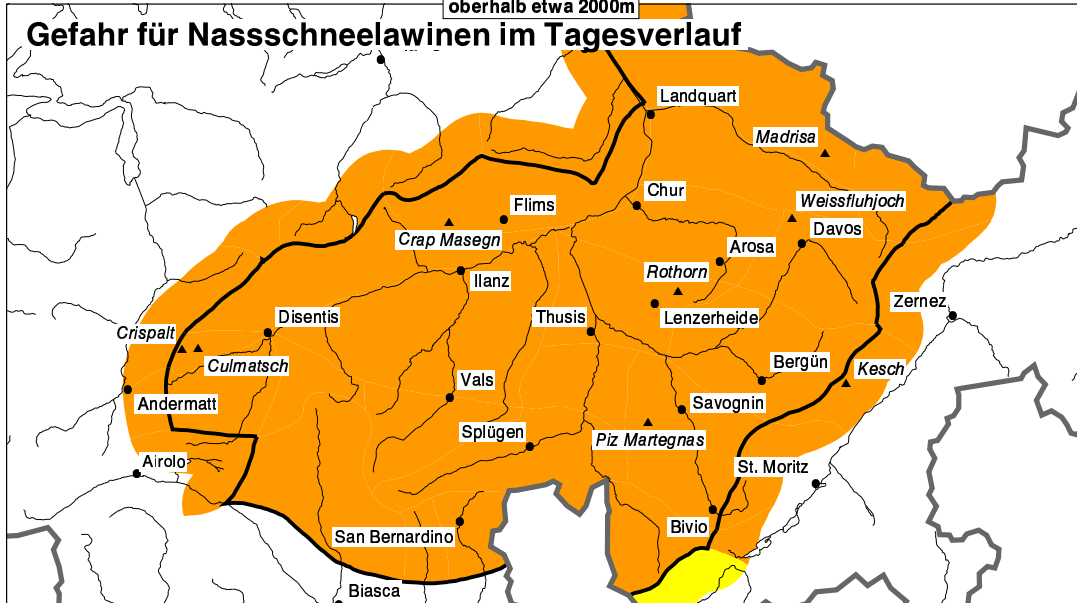 oberhalb etwa 2000m
Gefahr für Nassschneelawinen im Tagesverlauf
Landquart
Madrisa
Chur
Weissfluhjoch
Flims
Davos
Crap Masegn
Arosa
Rothorn
Ilanz
Zernez
Lenzerheide
Disentis
Thusis
Crispalt
Culmatsch
Bergün
Kesch
Vals
Andermatt
Savognin
Splügen
Piz Martegnas
Airolo
St. Moritz
Bivio
San Bernardino
Biasca